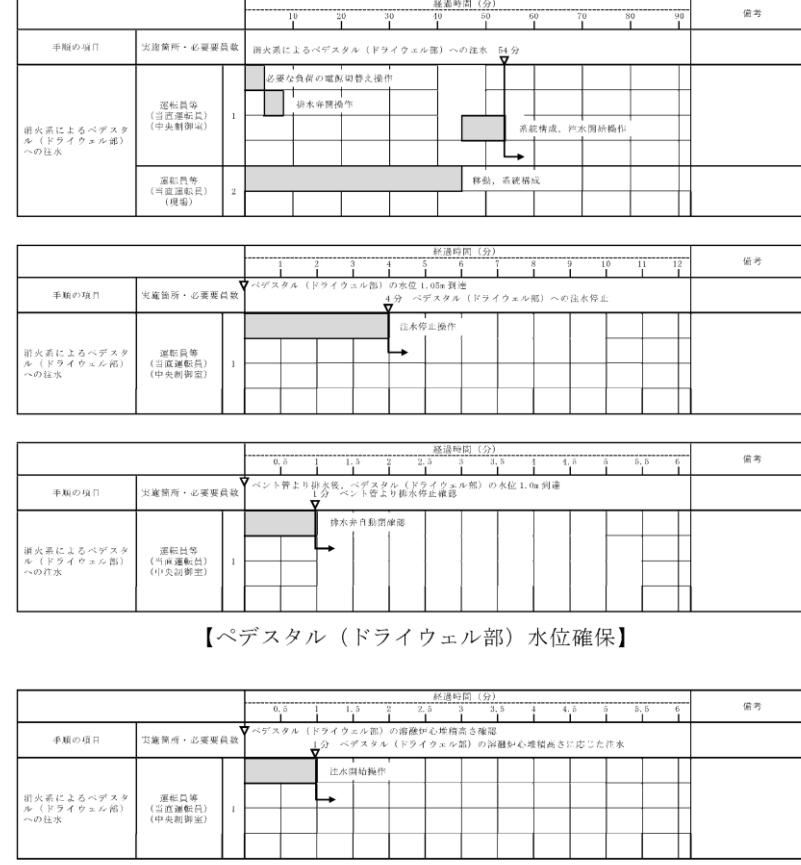 経過時間（分）
備考
10 20 30 40 50 60 70 80 90
手順の項目 実施箇所・必要要員数 消火系によるペデスタル（ドライウェル部）への注水 54分
必要な負荷の電源切替え操作
排水弁開操作
消火系によるペデスタ
ル（ドライウェル部）
への注水
運転員等
（当直運転員）
（中央制御室）
1
系統構成，注水開始操作
運転員等
（当直運転員）
（現場）
2
移動，系統構成
経過時間（分）
備考
1 2 3 4 5 6 7 8 9 10 11 12
手順の項目 実施箇所・必要要員数
ペデスタル（ドライウェル部）の水位 1.05m 到達
4分 ペデスタル（ドライウェル部）への注水停止
注水停止操作
消火系によるペデスタ
ル（ドライウェル部）
への注水
運転員等
（当直運転員）
（中央制御室）
1
経過時間（分）
備考
0.5 1 1.5 2 2.5 3 3.5 4 4.5 5 5.5 6
手順の項目 実施箇所・必要要員数
ベント管より排水後，ペデスタル（ドライウェル部）の水位 1.0m 到達
1分 ベント管より排水停止確認
排水弁自動閉確認
消火系によるペデスタ
ル（ドライウェル部）
への注水
運転員等
（当直運転員）
（中央制御室）
1
【ペデスタル（ドライウェル部）水位確保】
経過時間（分）
備考
0.5 1 1.5 2 2.5 3 3.5 4 4.5 5 5.5 6
手順の項目 実施箇所・必要要員数
ペデスタル（ドライウェル部）の溶融炉心堆積高さ確認
1分 ペデスタル（ドライウェル部）の溶融炉心堆積高さに応じた注水
注水開始操作
消火系によるペデスタ
ル（ドライウェル部）
への注水
運転員等
（当直運転員）
（中央制御室）
1